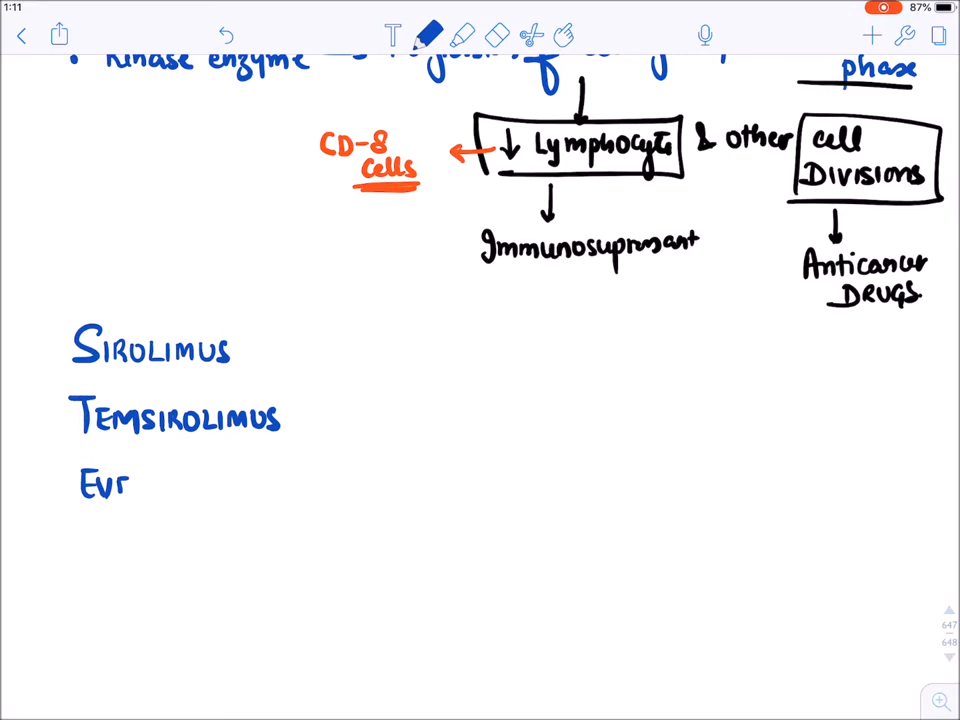 1:11
87%
• Kinase enzyme
phase
CD-8
cells
↓ Lymphocyte & other cell
DIVISIONS
Immunosupressant
Anticancer
DRUGS
SIROLIMUS
TEMSIROLIMUS
Evr
647
648